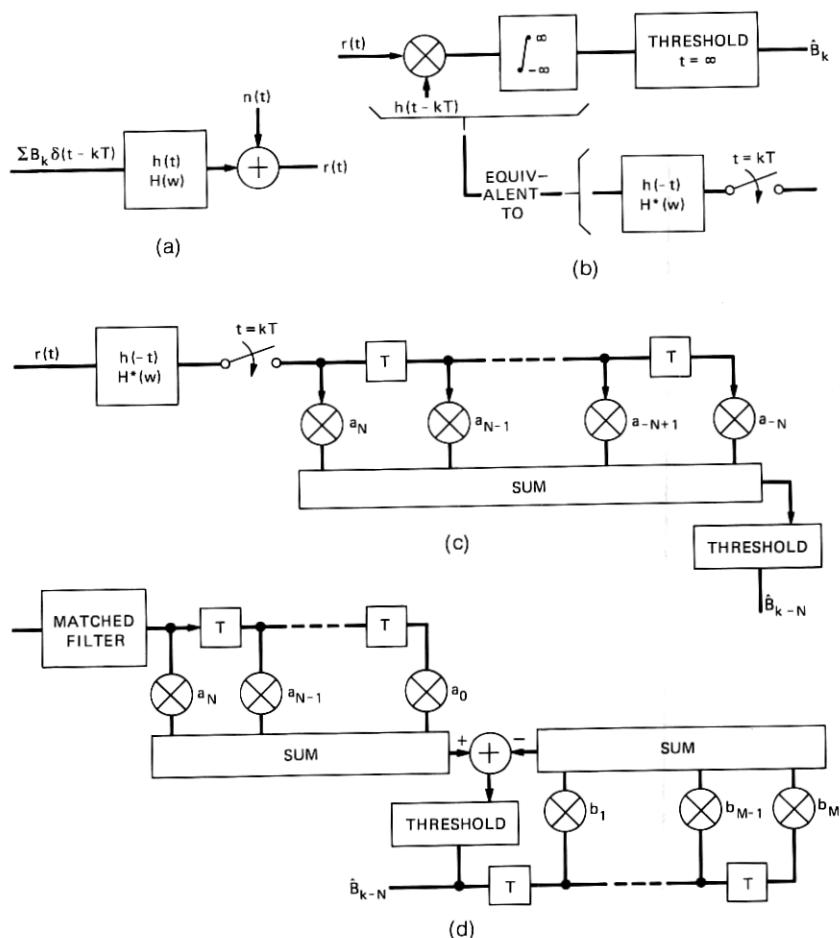 r(t)
∫_{-∞}^{∞}
THRESHOLD
t = ∞
B̂_k
h(t-kT)
n(t)
ΣB_k δ(t-kT)
h(t)
H(w)
+
r(t)
(a)
EQUIV-
ALENT
TO
h(-t)
H*(w)
t=kT
(b)
r(t)
h(-t)
H*(w)
t=kT
T
T
a_N
a_{N-1}
a_{-N+1}
a_{-N}
SUM
(c)
THRESHOLD
B̂_{k-N}
MATCHED
FILTER
T
T
a_N
a_{N-1}
a_0
SUM
+
+
−
SUM
THRESHOLD
b_1
b_{M-1}
b_M
B̂_{k-N}
T
T
(d)